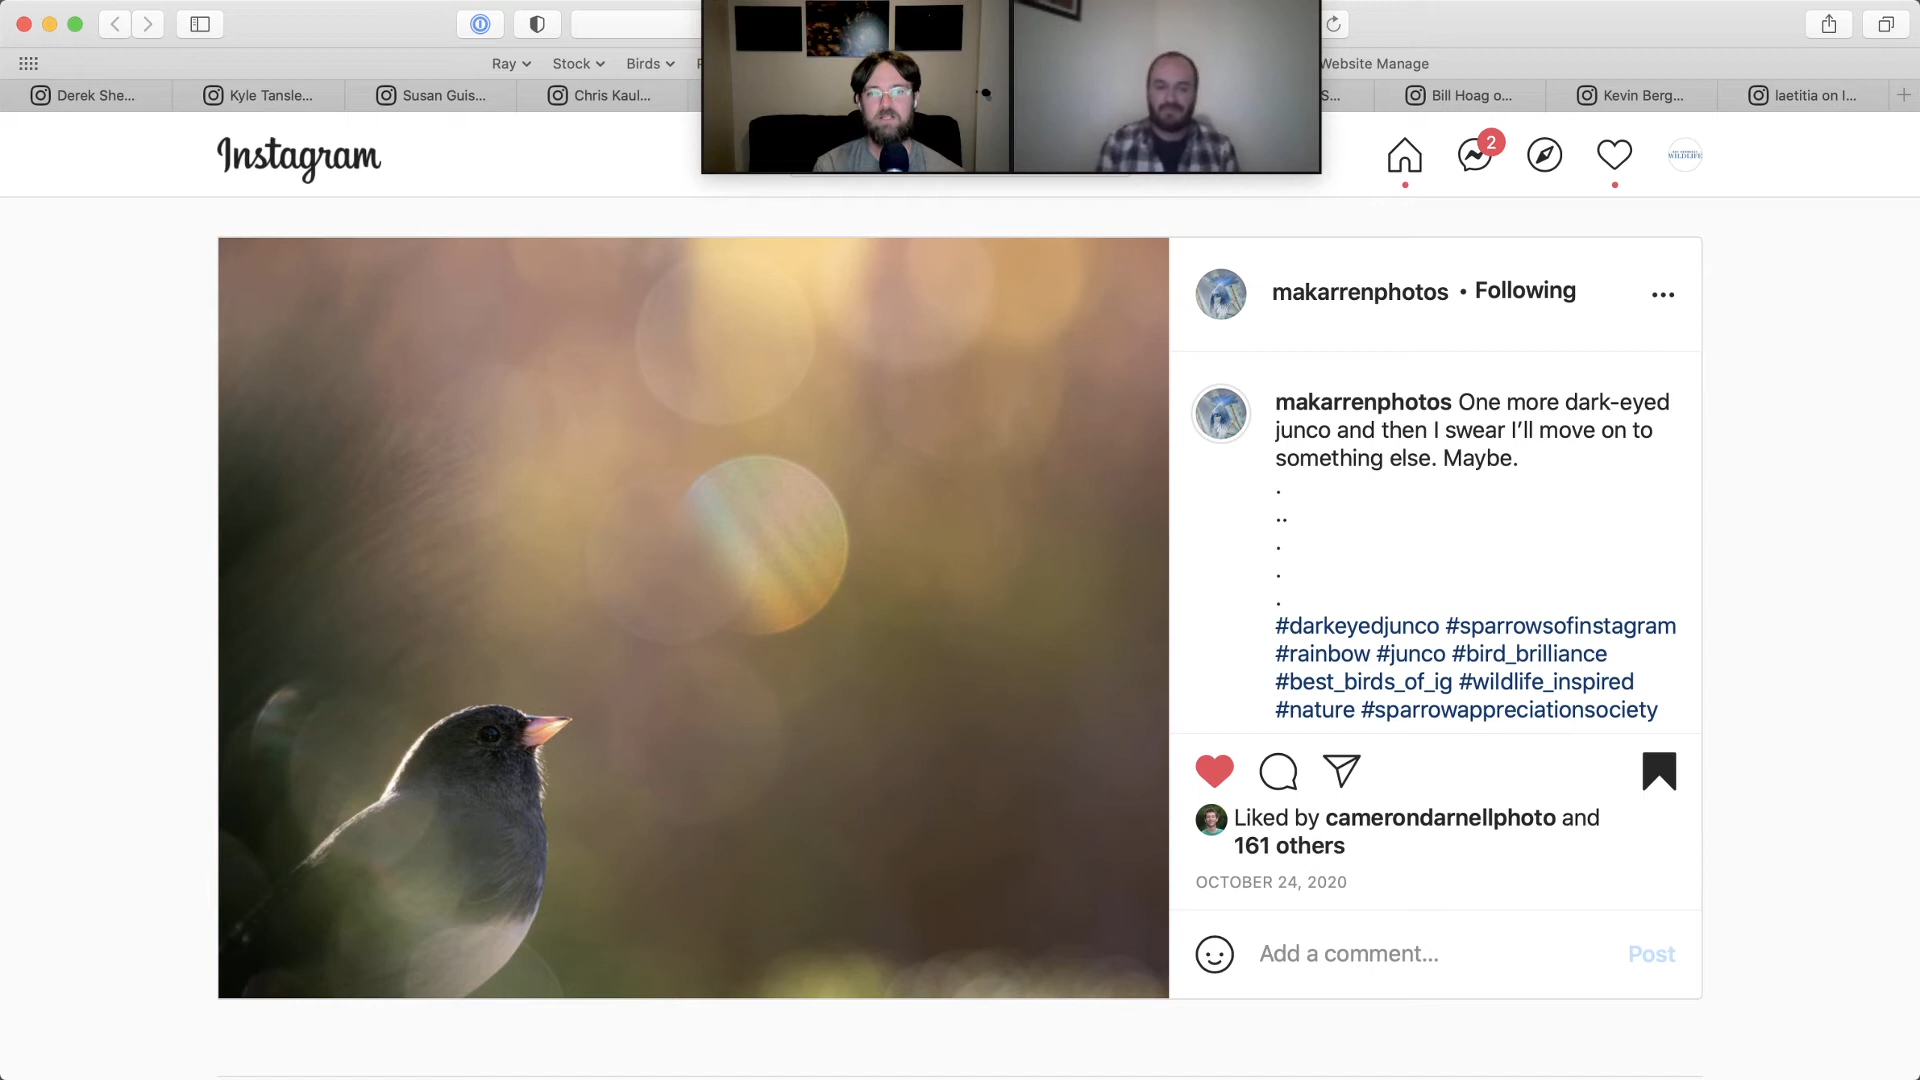 Ray
Stock
Birds
Website Manage
Derek She...
Kyle Tansle...
Susan Guis...
Chris Kaul...
S...
Bill Hoag o...
Kevin Berg...
laetitia on I...
Instagram
2
WILDLIFE
makarrenphotos • Following
makarrenphotos One more dark-eyed
junco and then I swear I'll move on to
something else. Maybe.
.
..
.
.
.
#darkeyedjunco #sparrowsofinstagram
#rainbow #junco #bird_brilliance
#best_birds_of_ig #wildlife_inspired
#nature #sparrowappreciationsociety
Liked by camerondarnellphoto and
161 others
OCTOBER 24, 2020
Add a comment...
Post